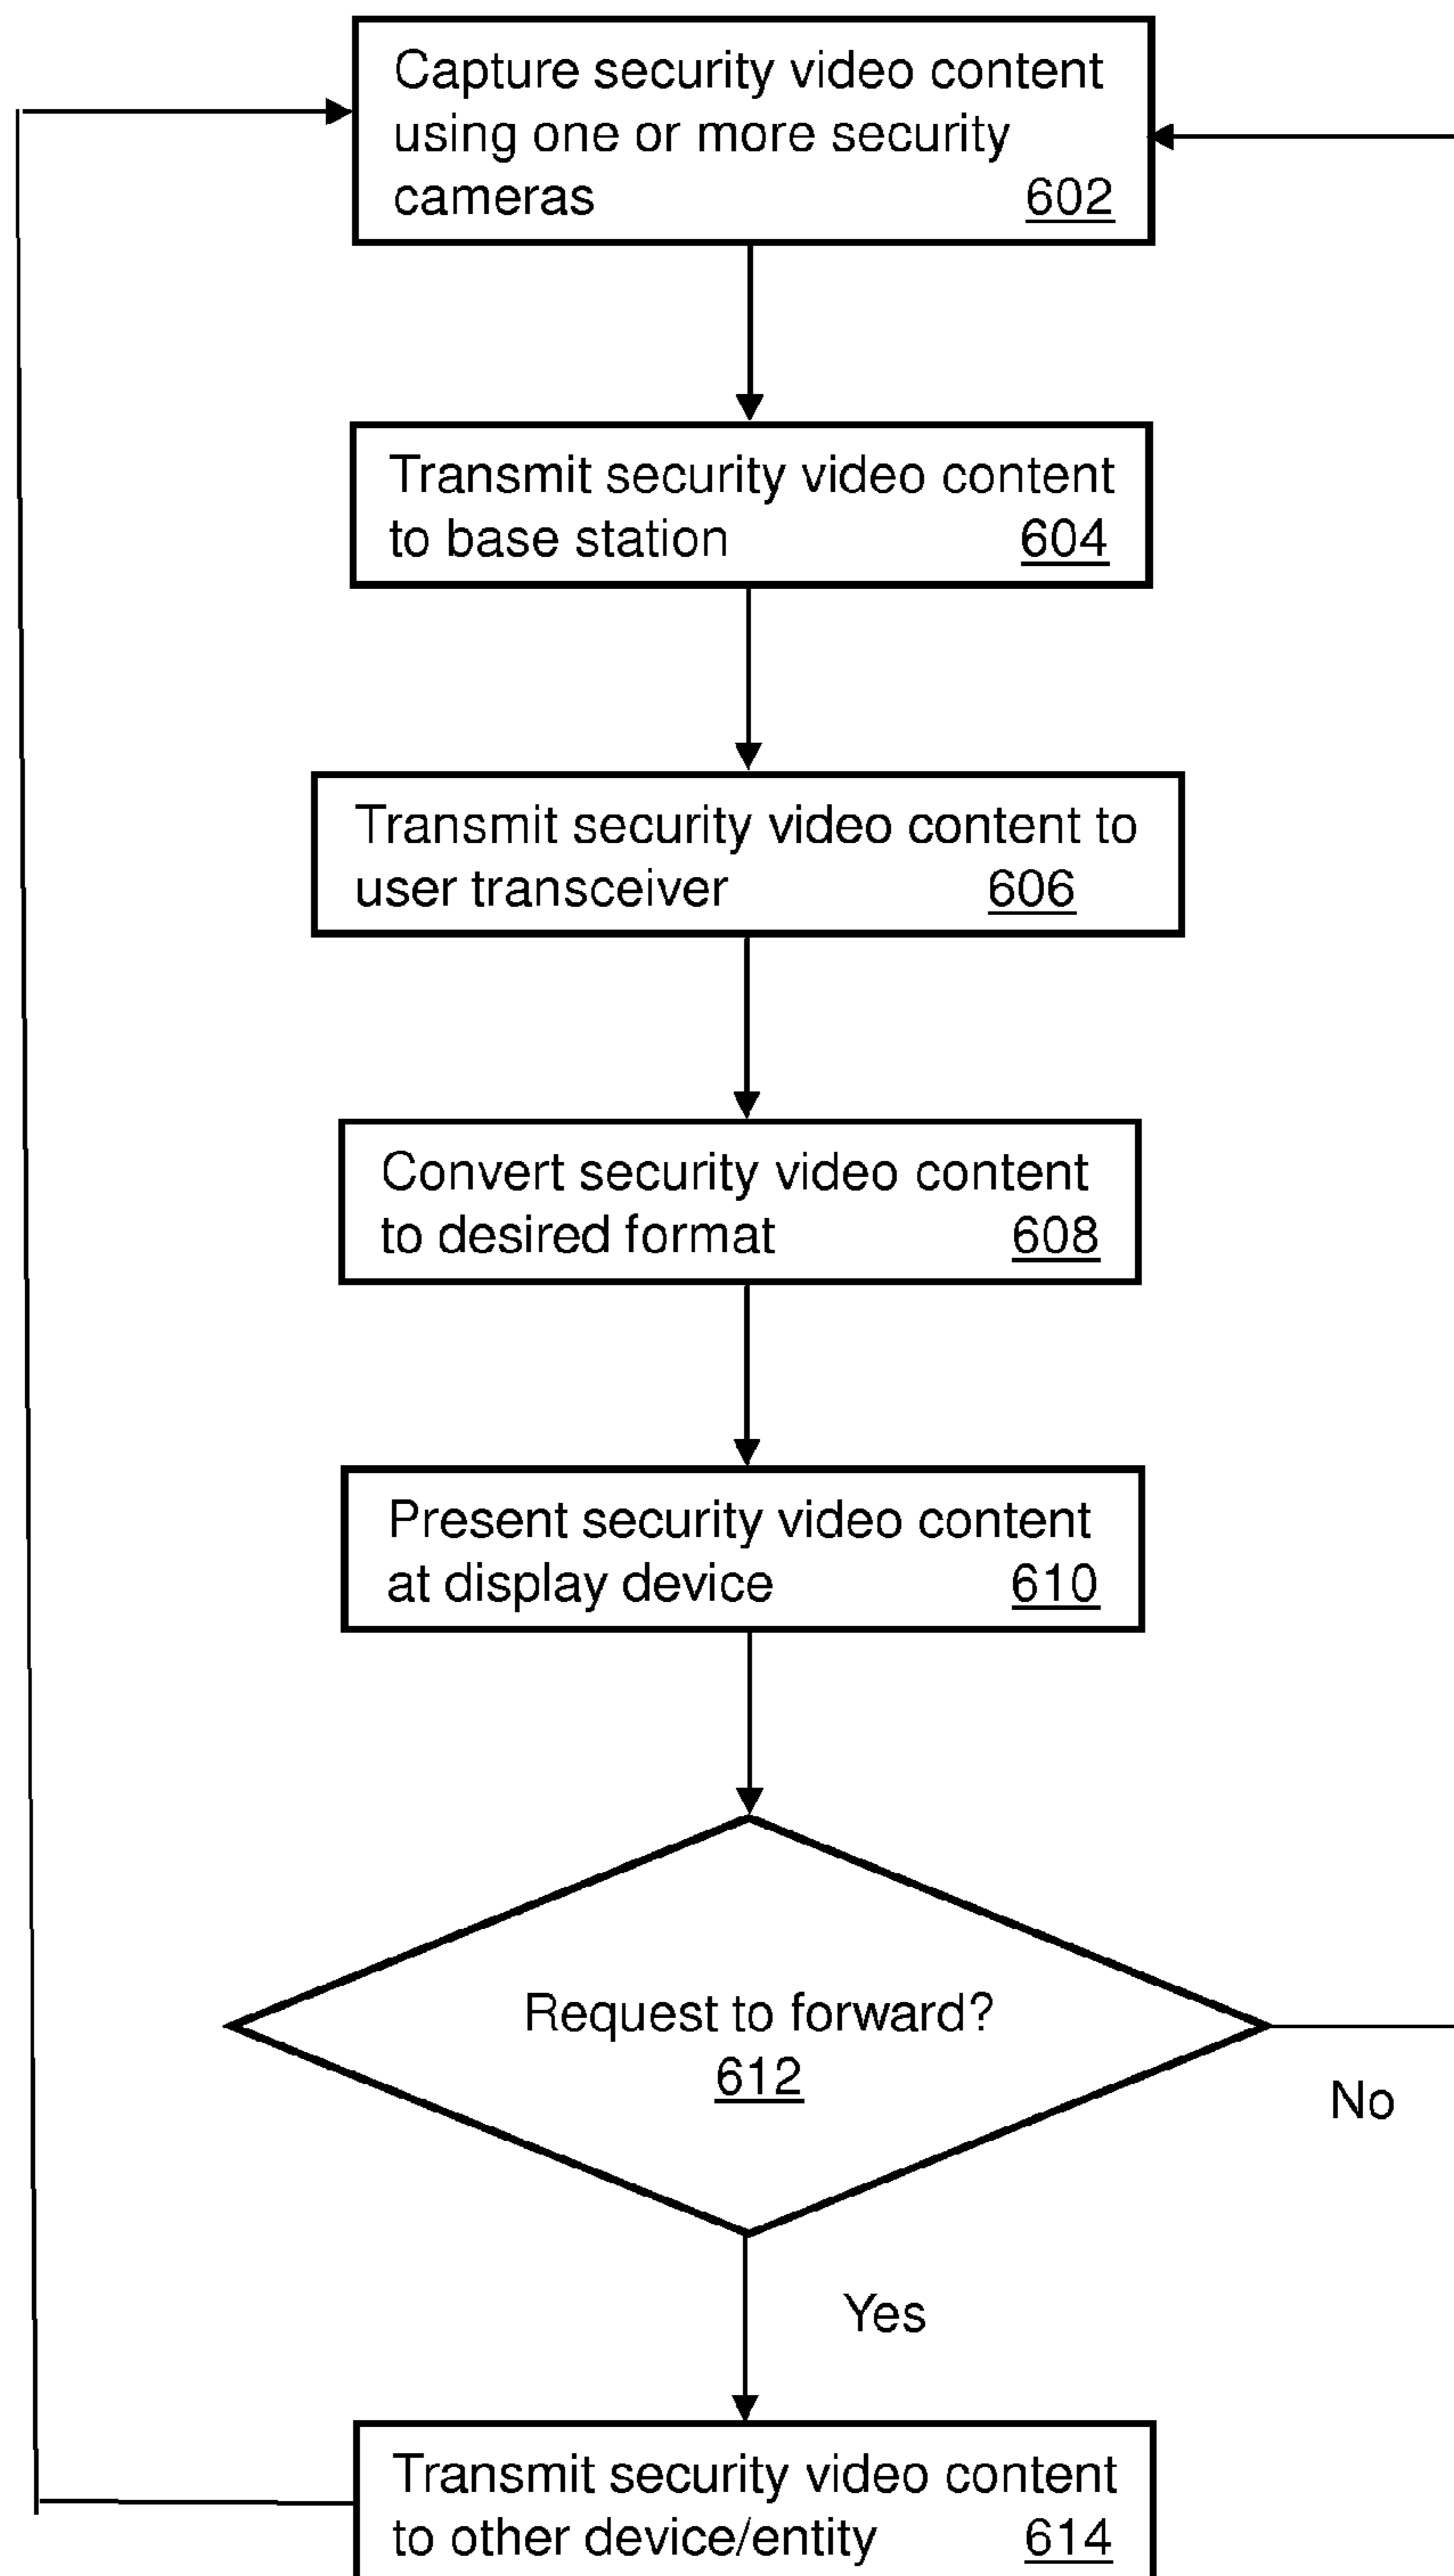 Capture security video content
using one or more security
cameras 602
Transmit security video content
to base station 604
Transmit security video content to
user transceiver 606
Convert security video content
to desired format 608
Present security video content
at display device 610
Request to forward?
612
No
Yes
Transmit security video content
to other device/entity 614